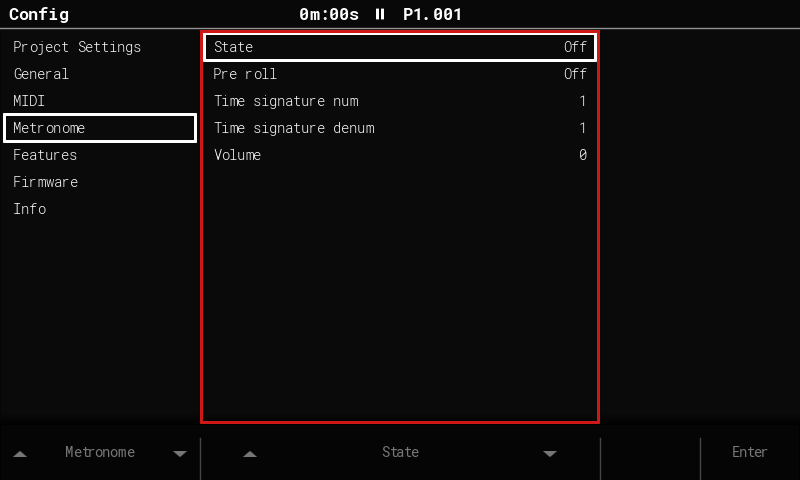 Config 0m:00s P1.001
Project Settings
General
MIDI
Metronome
Features
Firmware
Info
State Off
Pre roll Off
Time signature num 1
Time signature denum 1
Volume 0
Metronome State Enter